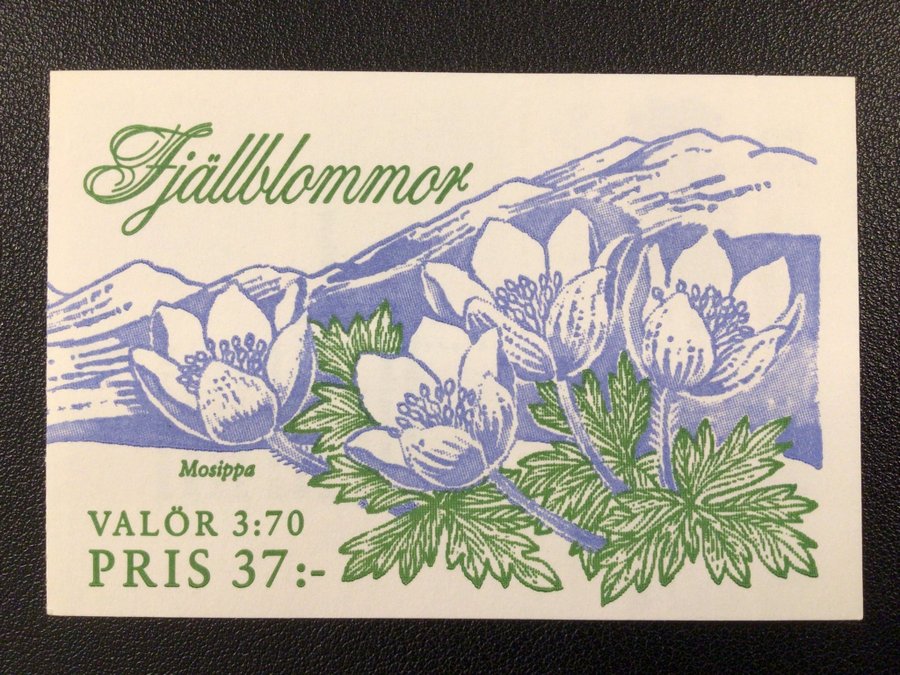 Fjällblommor
Mosippa
VALÖR 3:70
PRIS 37:-